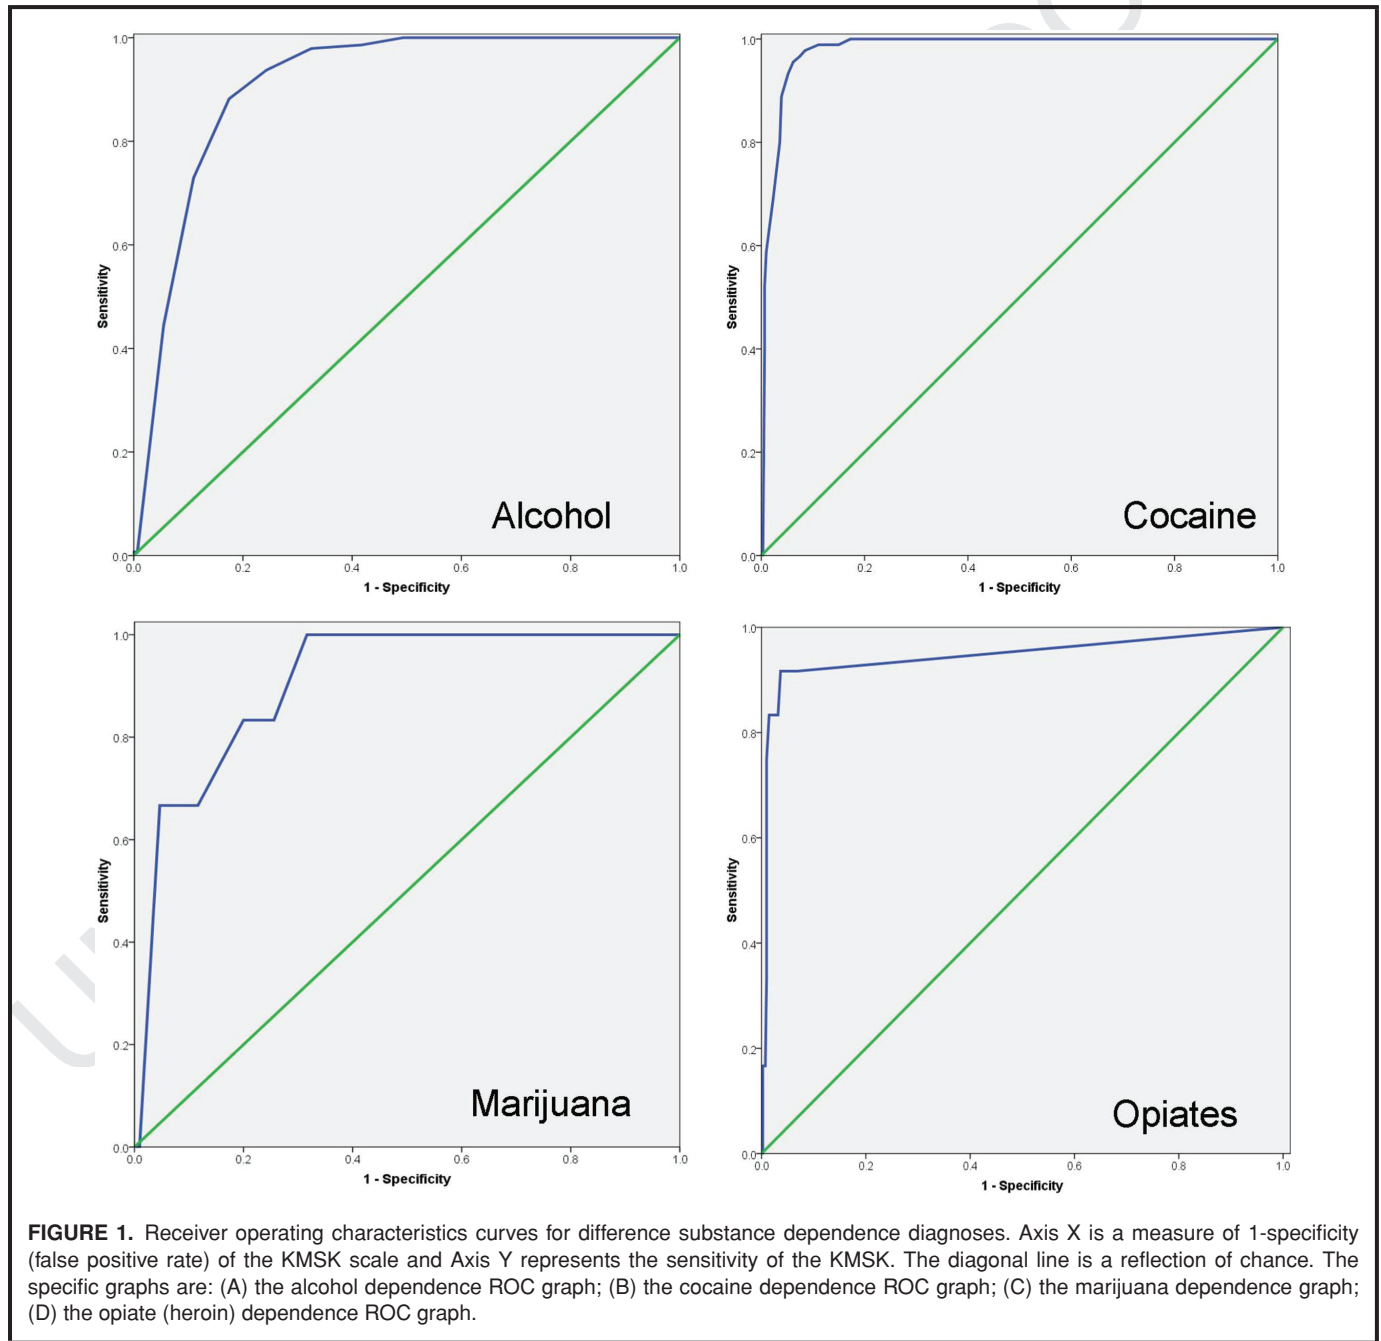 1.0
0.8
0.6
0.4
0.2
0.0
Sensitivity
0.0 0.2 0.4 0.6 0.8 1.0
1 - Specificity
Alcohol
1.0
0.8
0.6
0.4
0.2
0.0
Sensitivity
0.0 0.2 0.4 0.6 0.8 1.0
1 - Specificity
Cocaine
1.0
0.8
0.6
0.4
0.2
0.0
Sensitivity
0.0 0.2 0.4 0.6 0.8 1.0
1 - Specificity
Marijuana
1.0
0.8
0.6
0.4
0.2
0.0
Sensitivity
0.0 0.2 0.4 0.6 0.8 1.0
1 - Specificity
Opiates
FIGURE 1. Receiver operating characteristics curves for difference substance dependence diagnoses. Axis X is a measure of 1-specificity
(false positive rate) of the KMSK scale and Axis Y represents the sensitivity of the KMSK. The diagonal line is a reflection of chance. The
specific graphs are: (A) the alcohol dependence ROC graph; (B) the cocaine dependence ROC graph; (C) the marijuana dependence graph;
(D) the opiate (heroin) dependence ROC graph.